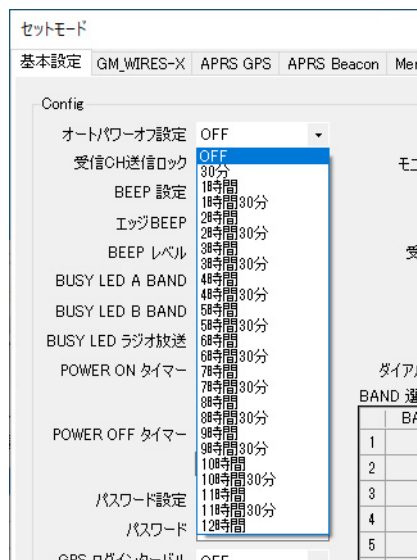 セットモード
基本設定 GM_WIRES-X APRS GPS APRS Beacon
Config
オートパワーオフ設定 OFF
受信CH送信ロック
BEEP 設定
エッジBEEP
BEEP レベル
BUSY LED A BAND
BUSY LED B BAND
BUSY LED ラジオ放送
POWER ON タイマー
POWER OFF タイマー
パスワード設定
パスワード
OFF
30分
1時間
1時間30分
2時間
2時間30分
3時間
3時間30分
4時間
4時間30分
5時間
5時間30分
6時間
6時間30分
7時間
7時間30分
8時間
8時間30分
9時間
9時間30分
10時間
10時間30分
11時間
11時間30分
12時間
モニ
受
ダイアル
BAND 選
BA
1
2
3
4
5